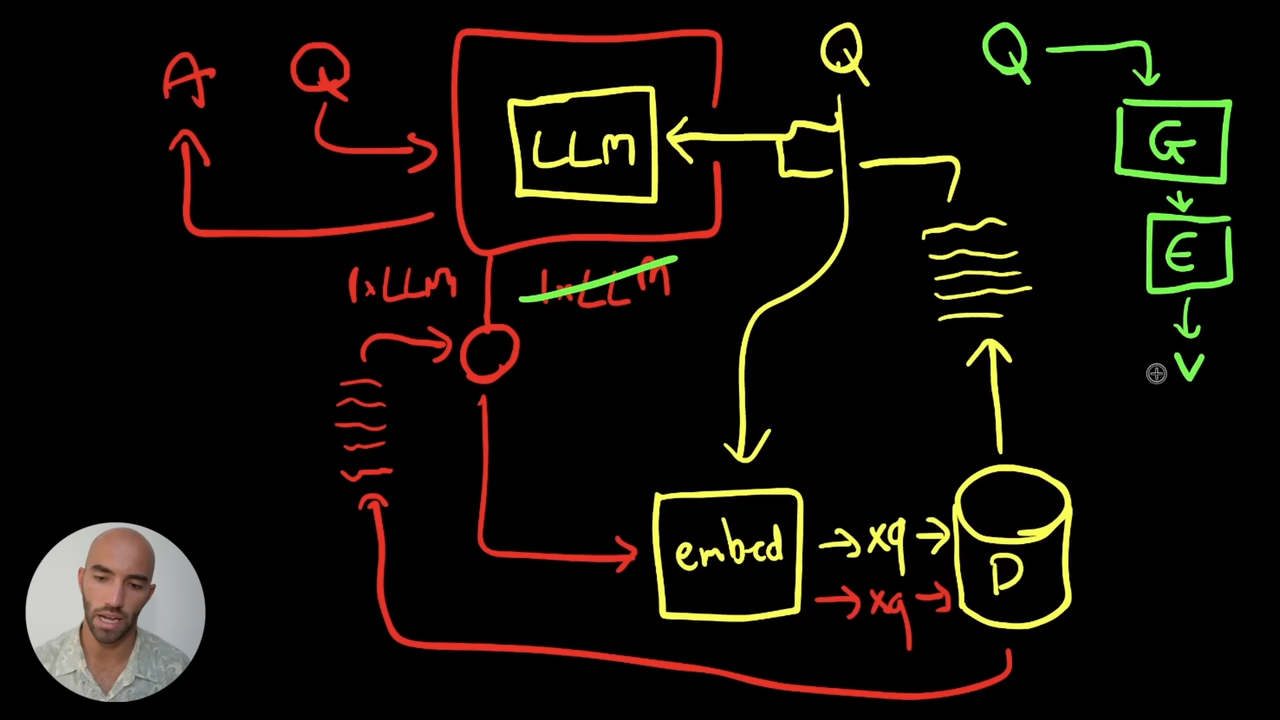 A
Q
LLM
Q
Q
G
E
V
1xLLM
1xLLM
embed
→ xq →
→ xq →
D